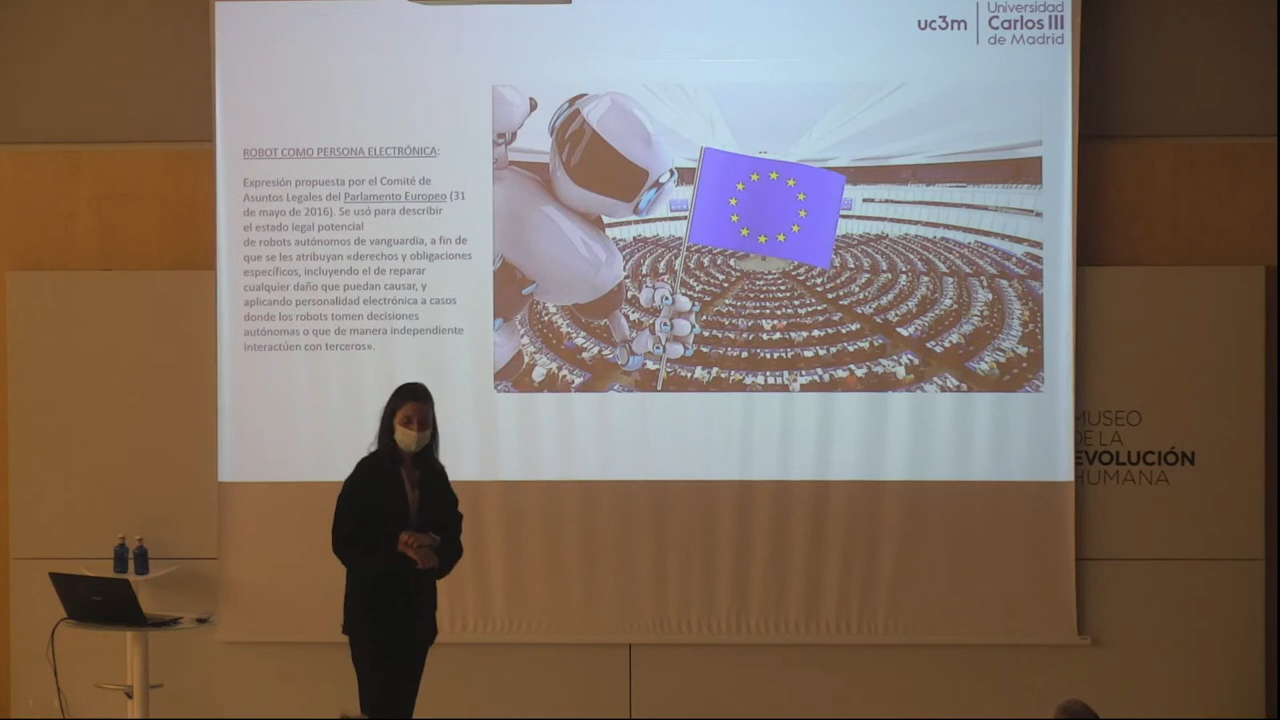 uc3m
Universidad
Carlos III
de Madrid
ROBOT COMO PERSONA ELECTRÓNICA:
Expresión propuesta por el Comité de
Asuntos Legales del Parlamento Europeo (31
de mayo de 2016). Se usó para describir
el estado legal potencial
de robots autónomos de vanguardia, a fin de
que se les atribuyan «derechos y obligaciones
específicos, incluyendo el de reparar
cualquier daño que puedan causar, y
aplicando personalidad electrónica a casos
donde los robots tomen decisiones
autónomas o que de manera independiente
interactúen con terceros».
MUSEO
DE LA
EVOLUCIÓN
HUMANA